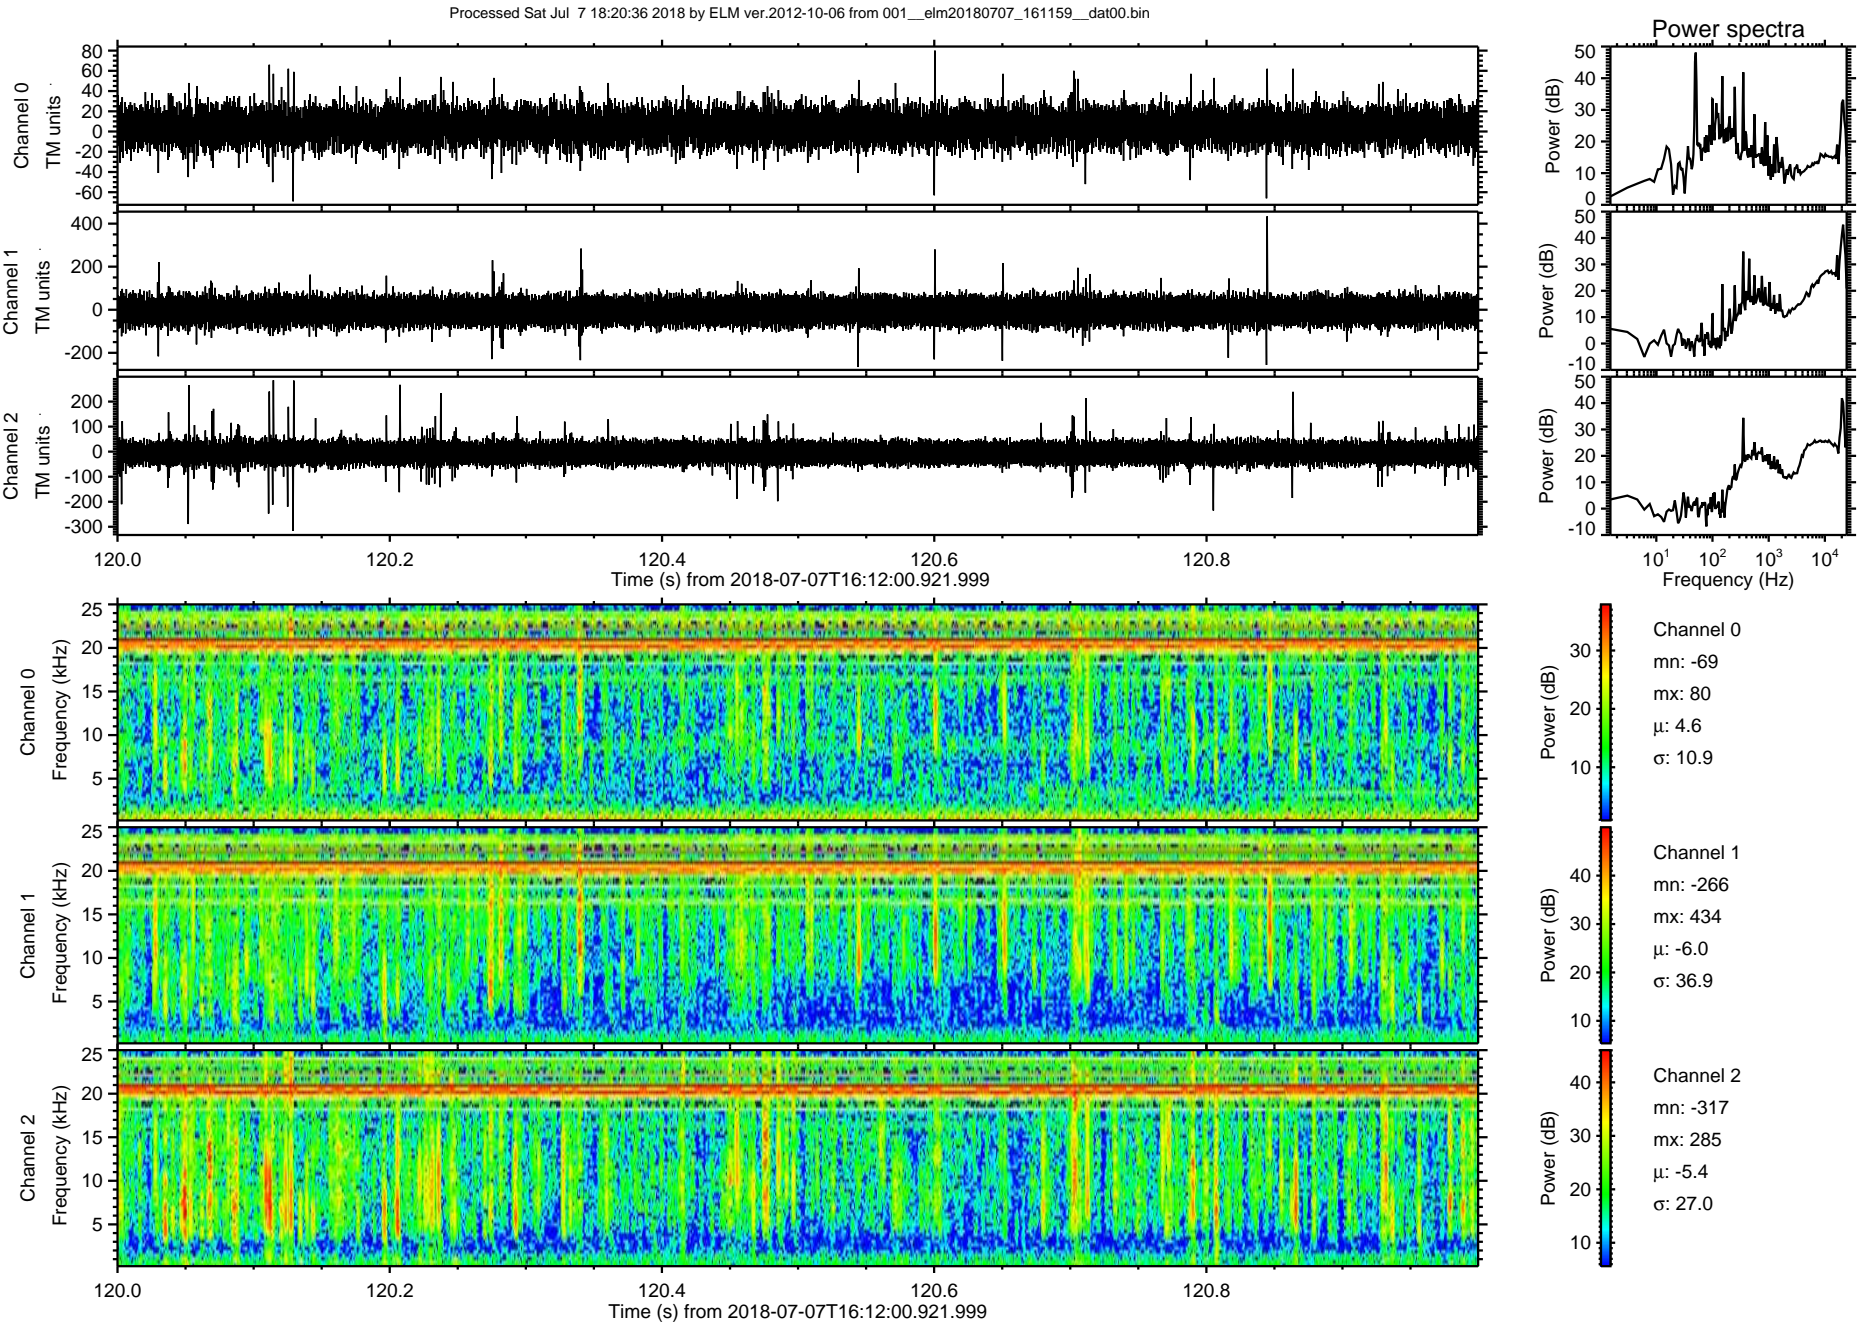 Processed Sat Jul  7 18:20:36 2018 by ELM ver.2012-10-06 from 001__elm20180707_161159__dat00.bin
Power spectra
Channel 0
TM units
80
60
40
20
0
-20
-40
-60
Power (dB)
50
40
30
20
10
0
Channel 1
TM units
400
200
0
-200
Power (dB)
50
40
30
20
10
0
-10
Channel 2
TM units
200
100
0
-100
-200
-300
Power (dB)
50
40
30
20
10
0
-10
120.0 120.2 120.4 120.6 120.8
Time (s) from 2018-07-07T16:12:00.921.999
10¹ 10² 10³ 10⁴
Frequency (Hz)
Channel 0
Frequency (kHz)
25
20
15
10
5
Power (dB)
30
20
10
Channel 0
mn: -69
mx: 80
μ: 4.6
σ: 10.9
Channel 1
Frequency (kHz)
25
20
15
10
5
Power (dB)
40
30
20
10
Channel 1
mn: -266
mx: 434
μ: -6.0
σ: 36.9
Channel 2
Frequency (kHz)
25
20
15
10
5
Power (dB)
40
30
20
10
Channel 2
mn: -317
mx: 285
μ: -5.4
σ: 27.0
120.0 120.2 120.4 120.6 120.8
Time (s) from 2018-07-07T16:12:00.921.999